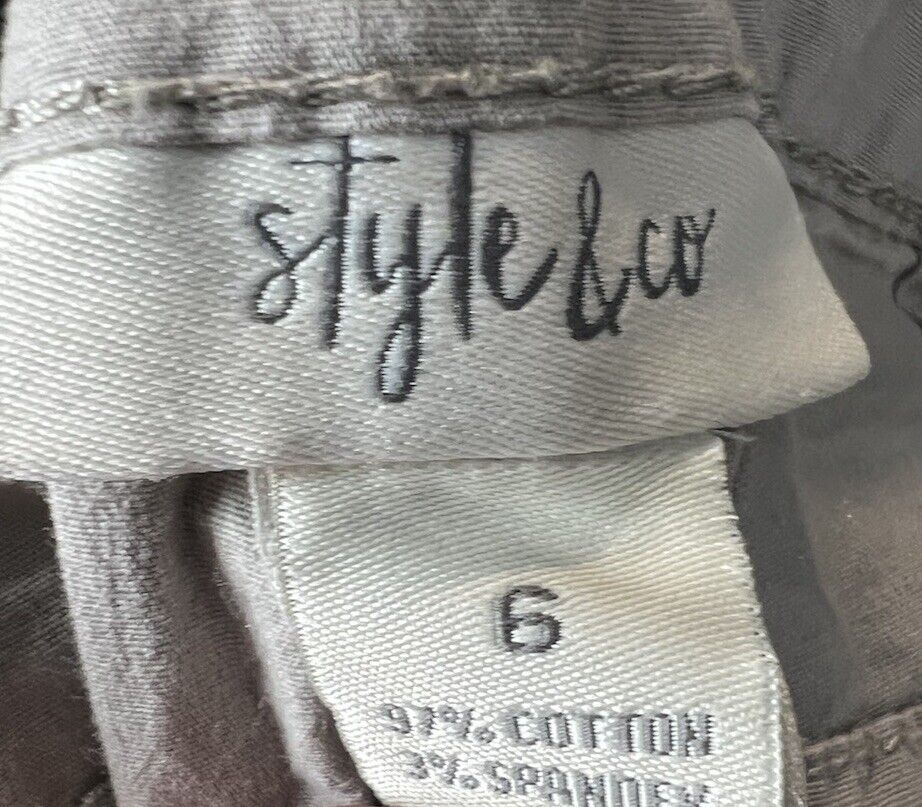 style & co
6
97% COTTON
3% SPANDEX